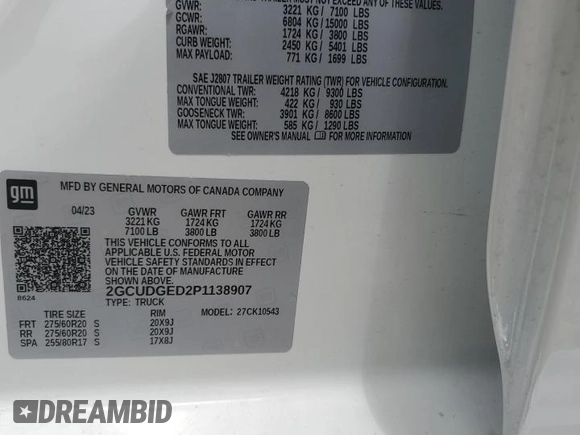 GVWR: 3221 KG / 7100 LBS
GCWR: 6804 KG / 15000 LBS
RGAWR: 1724 KG / 3800 LBS
CURB WEIGHT: 2450 KG / 5401 LBS
MAX PAYLOAD: 771 KG / 1699 LBS
SAE J2807 TRAILER WEIGHT RATING (TWR) FOR VEHICLE CONFIGURATION.
CONVENTIONAL TWR: 4218 KG / 9300 LBS
MAX TONGUE WT: 422 KG / 930 LBS
GOOSENECK TWR: 3901 KG / 8600 LBS
MAX TONGUE WT: 585 KG / 1290 LBS
SEE OWNER'S MANUAL FOR MORE INFORMATION
gm
MFD BY GENERAL MOTORS OF CANADA COMPANY
04/23 GVWR GAWR FRT GAWR RR
3221 KG 1724 KG 1724 KG
7100 LB 3800 LB 3800 LB
THIS VEHICLE CONFORMS TO ALL
APPLICABLE U.S. FEDERAL MOTOR
VEHICLE SAFETY STANDARDS IN
EFFECT ON THE DATE OF
MANUFACTURE SHOWN ABOVE.
8624
2GCUDGED2P1138907
TYPE: TRUCK
TIRE SIZE RIM MODEL: 27CK10543
FRT 275/60R20 S 20X9J
RR 275/60R20 S 20X9J
SPA 255/80R17 S 17X8J
DREAMBID